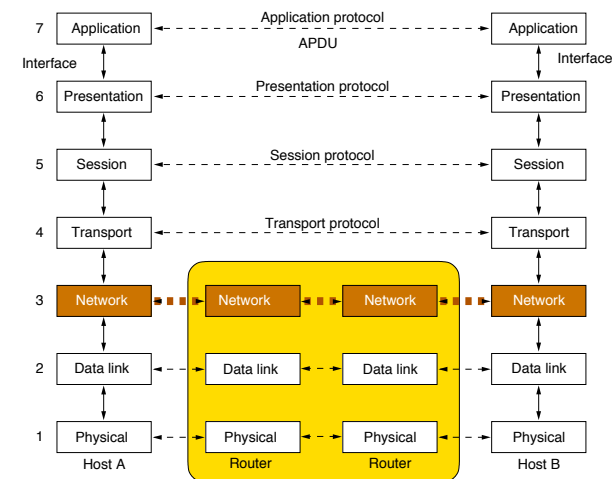 Application protocol
7 Application Application
APDU
Interface Interface
Presentation protocol
6 Presentation Presentation
Session protocol
5 Session Session
Transport protocol
4 Transport Transport
3 Network Network Network Network
2 Data link Data link Data link Data link
1 Physical Physical Physical Physical
Host A Router Router Host B